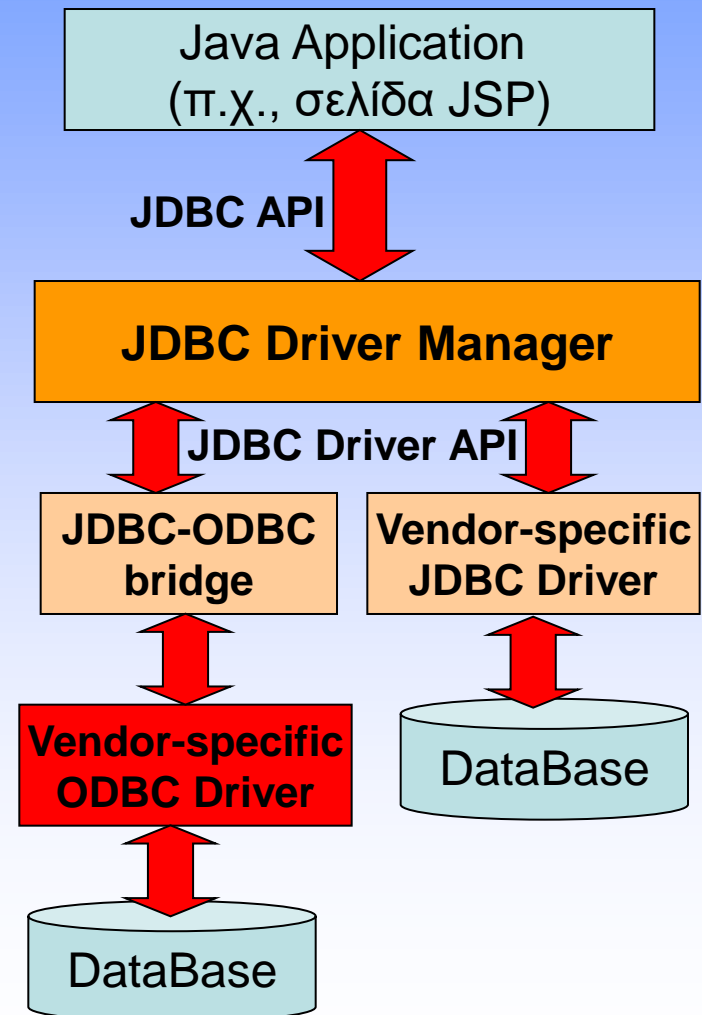 Java Application
(π.χ., σελίδα JSP)
JDBC API
JDBC Driver Manager
JDBC Driver API
JDBC-ODBC
bridge
Vendor-specific
JDBC Driver
Vendor-specific
ODBC Driver
DataBase
DataBase